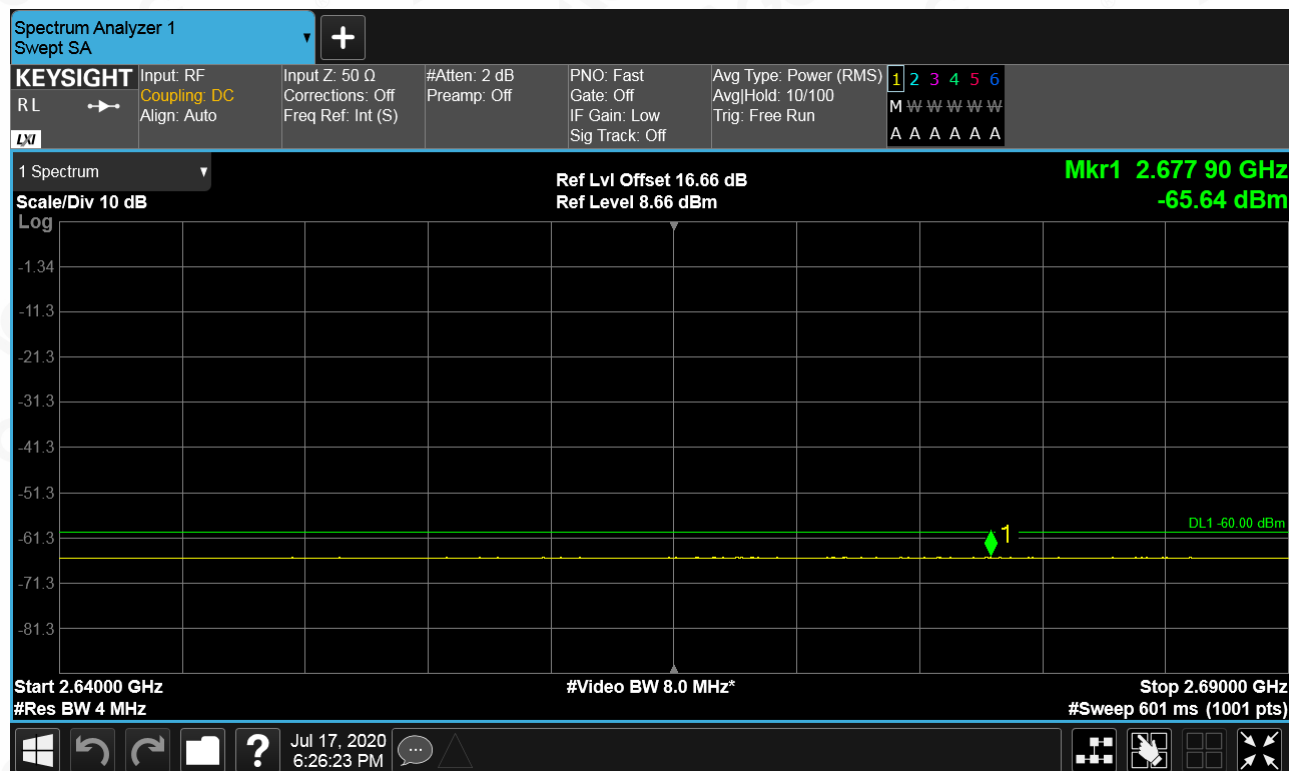 Spectrum Analyzer 1
Swept SA
KEYSIGHT
R L
LXI
Input: RF
Coupling: DC
Align: Auto
Input Z: 50 Ω
Corrections: Off
Freq Ref: Int (S)
#Atten: 2 dB
Preamp: Off
PNO: Fast
Gate: Off
IF Gain: Low
Sig Track: Off
Avg Type: Power (RMS)
Avg|Hold: 10/100
Trig: Free Run
1 2 3 4 5 6
M W W W W W
A A A A A A
1 Spectrum
Scale/Div 10 dB
Log
Ref Lvl Offset 16.66 dB
Ref Level 8.66 dBm
Mkr1 2.677 90 GHz
-65.64 dBm
-1.34
-11.3
-21.3
-31.3
-41.3
-51.3
DL1 -60.00 dBm
1
-61.3
-71.3
-81.3
Start 2.64000 GHz
#Res BW 4 MHz
#Video BW 8.0 MHz*
Stop 2.69000 GHz
#Sweep 601 ms (1001 pts)
?
Jul 17, 2020
6:26:23 PM